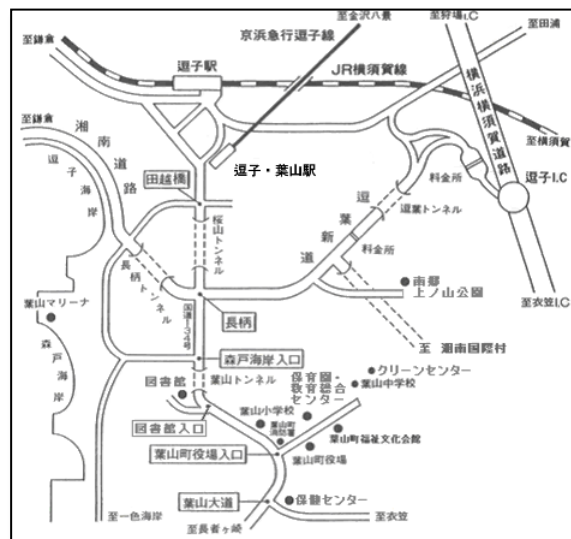 至金沢八景
至狩場I.C
至田浦
至鎌倉
京浜急行逗子線
逗子駅
JR横須賀線
横浜横須賀道路
至横須賀
至鎌倉
湘南道路
逗子海岸
逗子・葉山駅
料金所
逗子I.C
田越橋
逗葉トンネル
逗葉新道
桜山トンネル
料金所
長柄トンネル
南郷
上ノ山公園
至衣笠I.C
葉山マリーナ
国道134号
長柄
至 湘南国際村
森戸海岸
森戸海岸入口
葉山トンネル
クリーンセンター
図書館
保育園・
教育総合
センター
葉山中学校
葉山小学校
図書館入口
葉山町
消防署
葉山町福祉文化会館
葉山町役場入口
葉山町役場
葉山大道
保健センター
至一色海岸
至長者ヶ崎
至衣笠